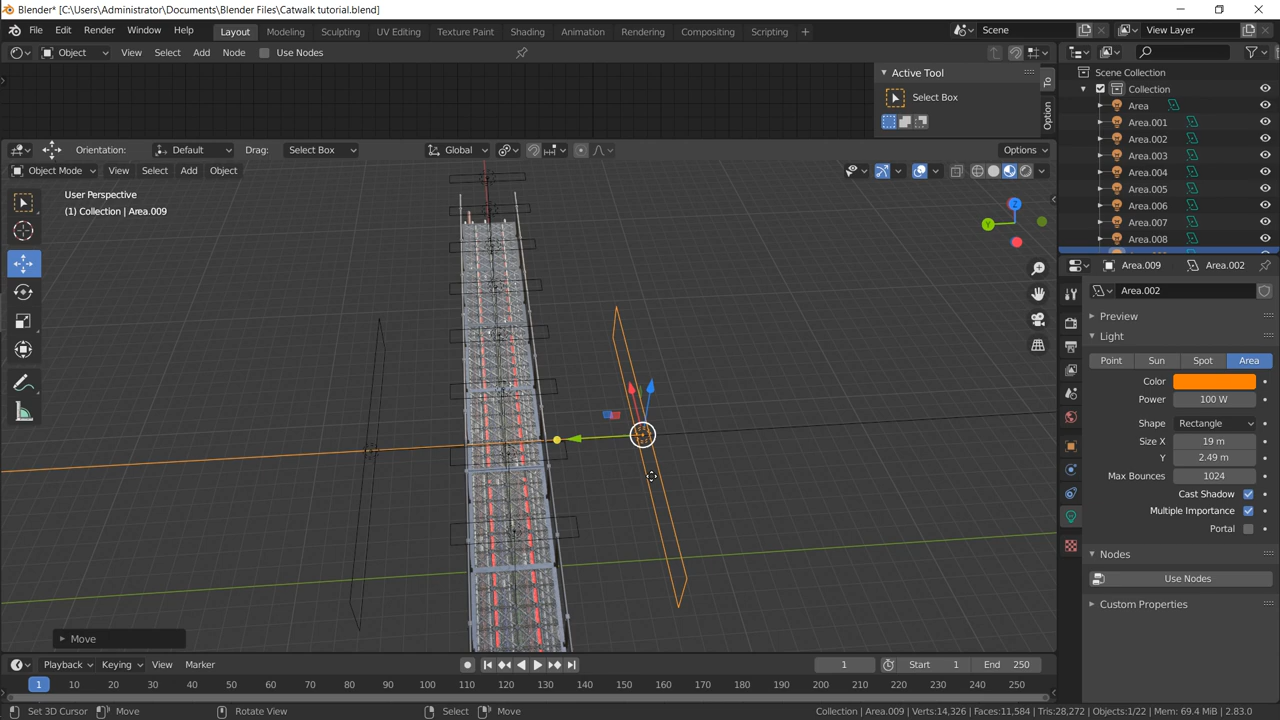 Blender* [C:\Users\Administrator\Documents\Blender Files\Catwalk tutorial.blend]
File Edit Render Window Help Layout Modeling Sculpting UV Editing Texture Paint Shading Animation Rendering Compositing Scripting + Scene View Layer
Object View Select Add Node Use Nodes
Active Tool
To
Select Box
Option
Scene Collection
Collection
Area
Area.001
Area.002
Area.003
Area.004
Area.005
Area.006
Area.007
Area.008
Orientation: Default Drag: Select Box Global Options
Object Mode View Select Add Object
User Perspective
(1) Collection | Area.009
Z
Y
Area.009 Area.002
Area.002
Preview
Light
Point Sun Spot Area
Color
Power 100 W
Shape Rectangle
Size X 19 m
Y 2.49 m
Max Bounces 1024
Cast Shadow
Multiple Importance
Portal
Nodes
Use Nodes
Custom Properties
Move
Playback Keying View Marker 1 Start 1 End 250
1 10 20 30 40 50 60 70 80 90 100 110 120 130 140 150 160 170 180 190 200 210 220 230 240 250
Set 3D Cursor Move Rotate View Select Move Collection | Area.009 | Verts:14,326 | Faces:11,584 | Tris:28,272 | Objects:1/22 | Mem: 69.4 MiB | 2.83.0